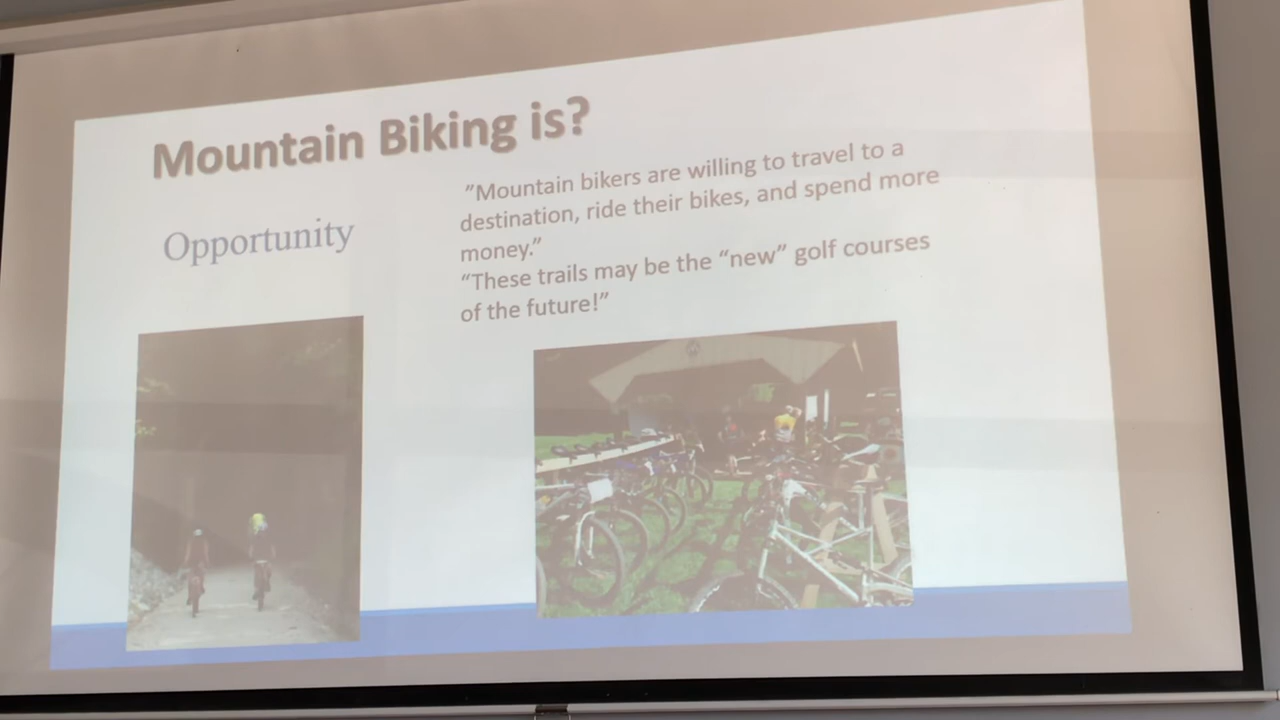 Mountain Biking is?
Opportunity
”Mountain bikers are willing to travel to a
destination, ride their bikes, and spend more
money.”
“These trails may be the “new” golf courses
of the future!”